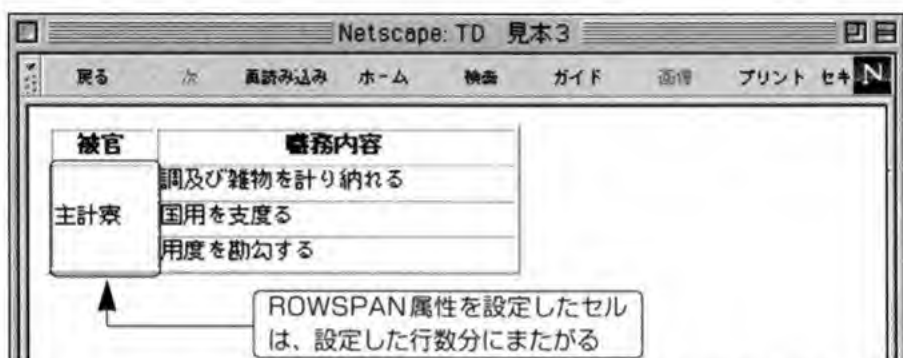 Netscape: TD 見本3
戻る 次 再読み込み ホーム 検索 ガイド 画像 プリント セキ N
被官 職務内容
調及び雑物を計り納れる
主計寮 国用を支度る
用度を勘勾する
ROWSPAN属性を設定したセル
は、設定した行数分にまたがる